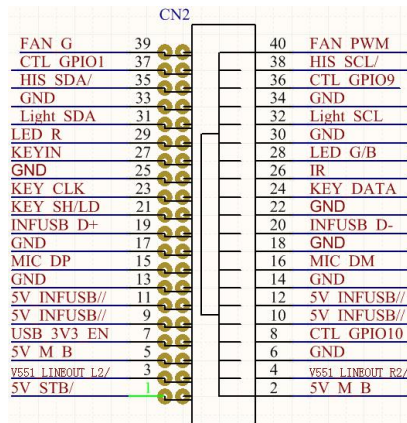 CN2
FAN G 39 40 FAN PWM
CTL GPIO1 37 38 HIS SCL/
HIS SDA/ 35 36 CTL GPIO9
GND 33 34 GND
Light SDA 31 32 Light SCL
LED R 29 30 GND
KEYIN 27 28 LED G/B
GND 25 26 IR
KEY CLK 23 24 KEY DATA
KEY SH/LD 21 22 GND
INFUSB D+ 19 20 INFUSB D-
GND 17 18 GND
MIC DP 15 16 MIC DM
GND 13 14 GND
5V INFUSB// 11 12 5V INFUSB//
5V INFUSB// 9 10 5V INFUSB//
USB 3V3 EN 7 8 CTL GPIO10
5V M B 5 6 GND
V551 LINEOUT L2/ 3 4 V551 LINEOUT R2/
5V STB/ 1 2 5V M B